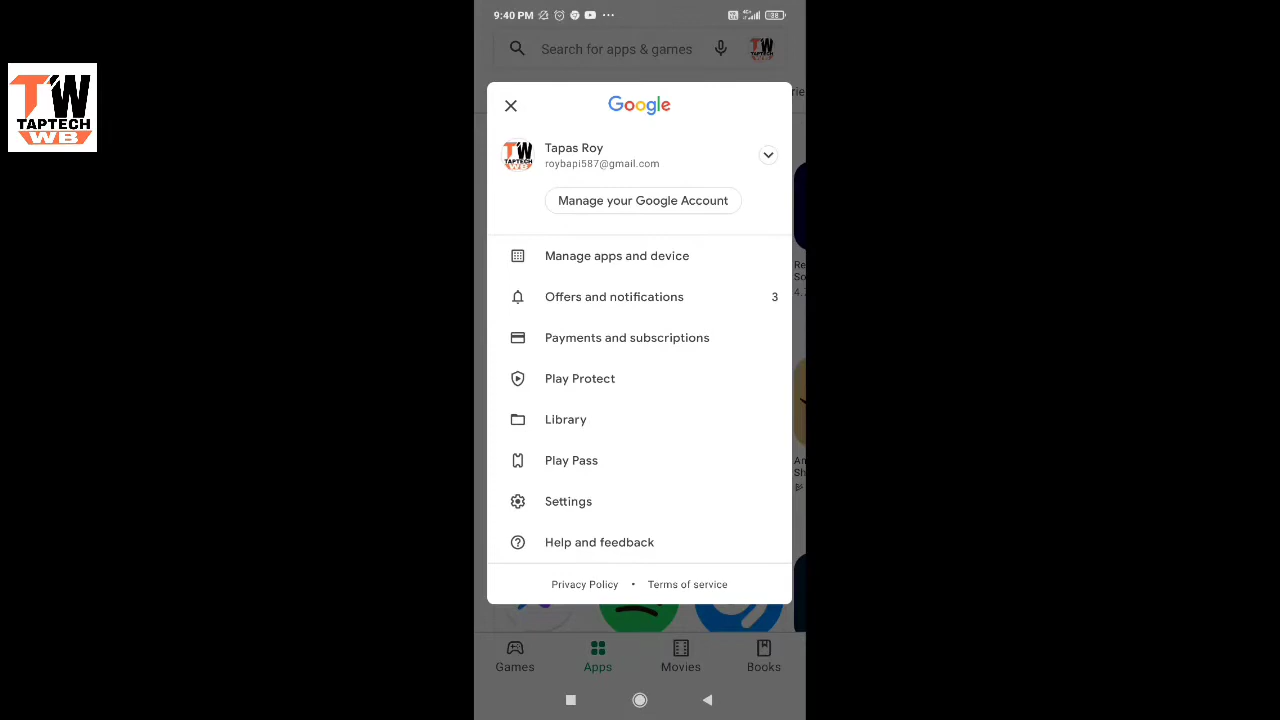 9:40 PM
Search for apps & games
TW
TAPTECH
WB
Google
Tapas Roy
roybapi587@gmail.com
Manage your Google Account
Manage apps and device
Offers and notifications 3
Payments and subscriptions
Play Protect
Library
Play Pass
Settings
Help and feedback
Privacy Policy • Terms of service
Games Apps Movies Books